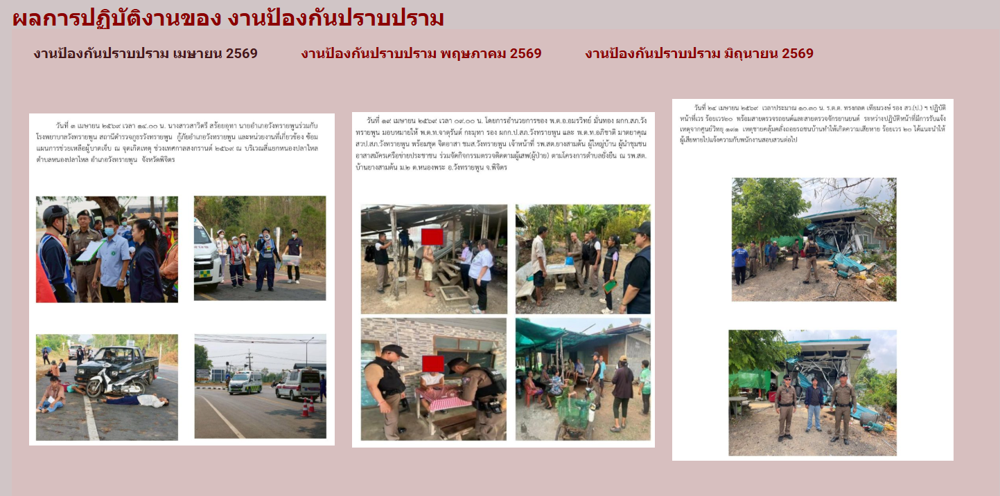 ผลการปฏิบัติงานของ งานป้องกันปราบปราม
งานป้องกันปราบปราม เมษายน 2569
งานป้องกันปราบปราม พฤษภาคม 2569
งานป้องกันปราบปราม มิถุนายน 2569
วันที่ ๓ เมษายน ๒๕๖๙ เวลา ๑๔.๐๐ น. นางสาวสาวิตรี สร้อยอุทา นายอำเภอวังทรายพูนร่วมกับ
โรงพยาบาลวังทรายพูน สถานีตำรวจภูธรวังทรายพูน กู้ภัยอำเภอวังทรายพูน และหน่วยงานที่เกี่ยวข้อง ซ้อม
แผนการช่วยเหลือผู้บาดเจ็บ ณ จุดเกิดเหตุ ช่วงเทศกาลสงกรานต์ ๒๕๖๙ ณ บริเวณสี่แยกหนองปลาไหล
ตำบลหนองปลาไหล อำเภอวังทรายพูน จังหวัดพิจิตร
วันที่ ๑๙ เมษายน ๒๕๖๙ เวลา ๐๙.๐๐ น. โดยการอำนวยการของ พ.ต.อ.อมรวิทย์ มั่นทอง ผกก.สภ.วัง
ทรายพูน มอบหมายให้ พ.ต.ท.จาตุรันต์ กะมุทา รอง ผกก.ป.สภ.วังทรายพูน และ พ.ต.ท.อภิชาติ มาตยาคุณ
สวป.สภ.วังทรายพูน พร้อมชุด จิตอาสา ชมส.วังทรายพูน เจ้าหน้าที่ รพ.สต.ยางสามต้น ผู้ใหญ่บ้าน ผู้นำชุมชน
อาสาสมัครเครือข่ายประชาชน ร่วมจัดกิจกรรมตรวจติดตามผู้เสพ(ผู้ป่วย) ตามโครงการตำบลยั่งยืน ณ รพ.สต.
บ้านยางสามต้น ม.๒ ต.หนองพระ อ.วังทรายพูน จ.พิจิตร
วันที่ ๒๔ เมษายน ๒๕๖๙ เวลาประมาณ ๑๐.๓๐ น. ร.ต.ต. ทรงกลด เทียมวงษ์ รอง สว.(ป.) ฯ ปฏิบัติ
หน้าที่เวร ร้อยเวร๒๐ พร้อมสายตรวจรถยนต์และสายตรวจจักรยานยนต์ ระหว่างปฏิบัติหน้าที่มีการรับแจ้ง
เหตุจากศูนย์วิทยุ ๑๙๑ เหตุชายคลุ้มคลั่งถอยรถชนบ้านทำให้เกิดความเสียหาย ร้อยเวร ๒๐ ได้แนะนำให้
ผู้เสียหายไปแจ้งความกับพนักงานสอบสวนต่อไป